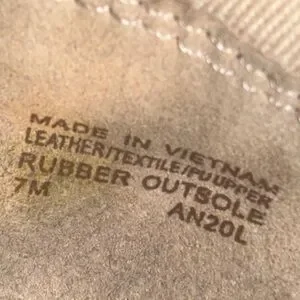 MADE IN VIETNAM
LEATHER/TEXTILE/PU UPPER
RUBBER OUTSOLE
7M AN20L